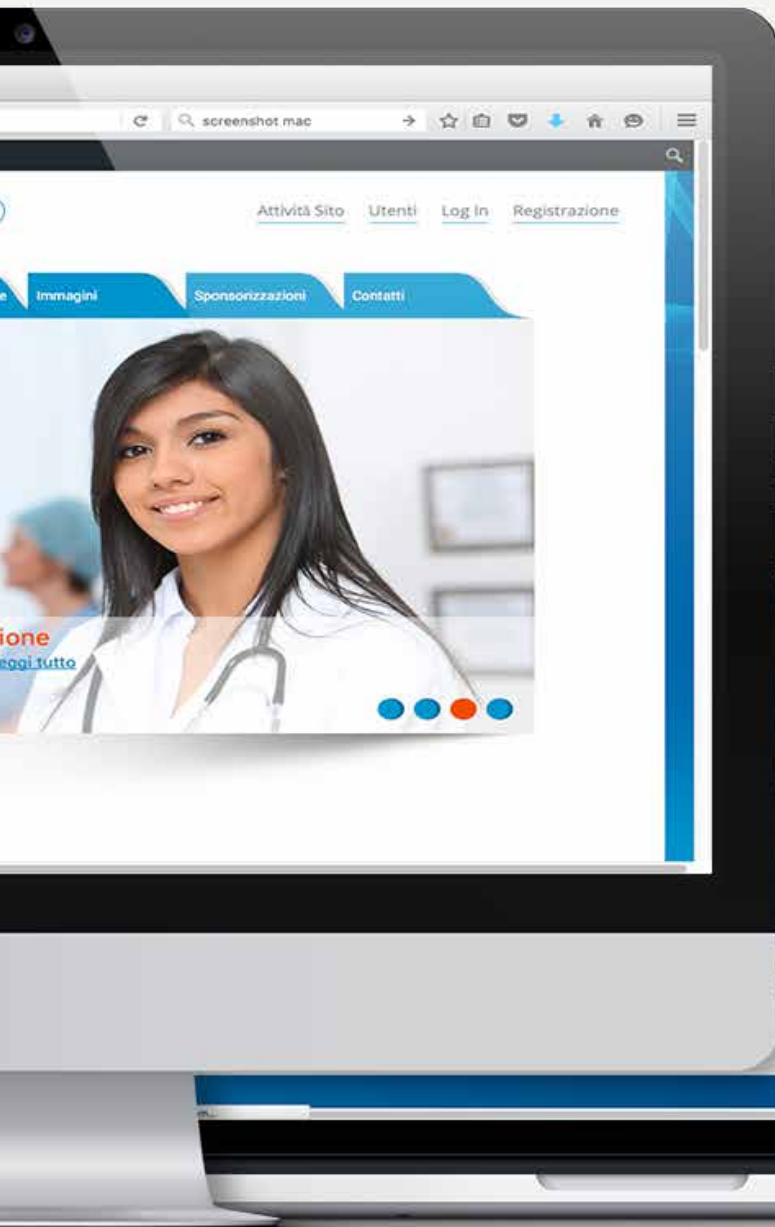 screenshot mac
Attività Sito Utenti Log In Registrazione
e Immagini Sponsorizzazioni Contatti
ione
eggi tutto